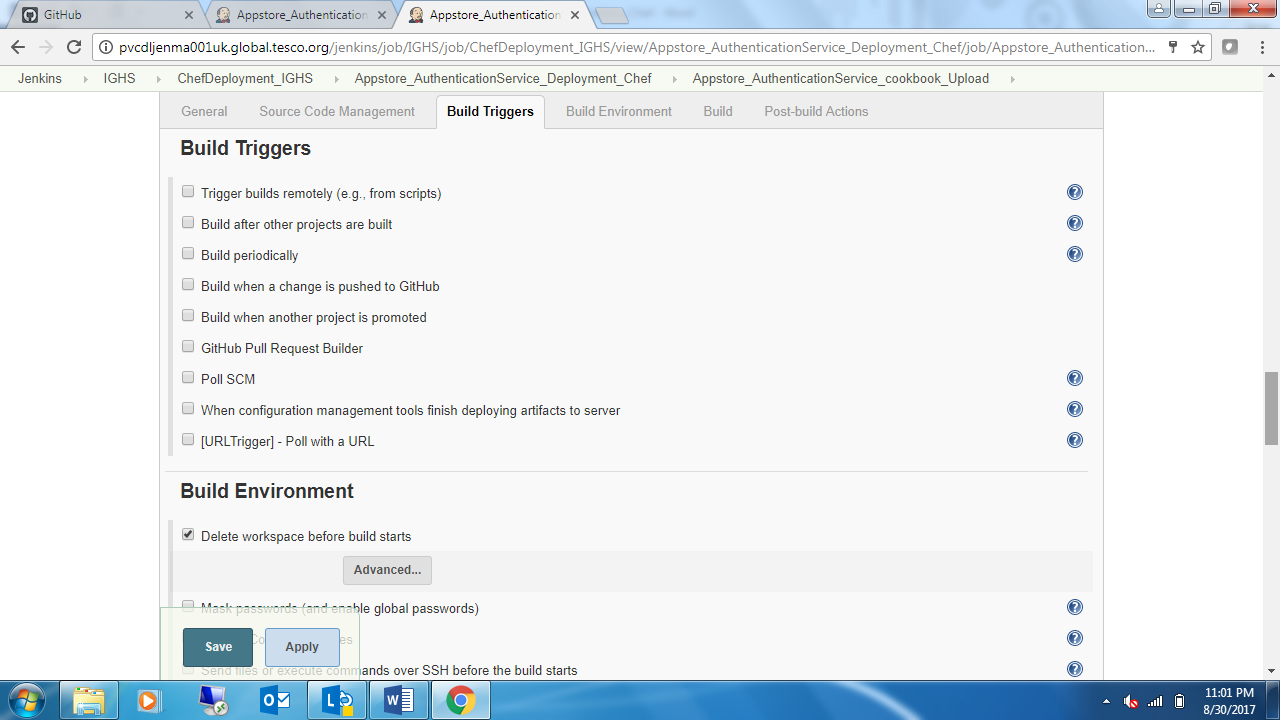 GitHub
Appstore_Authentication
Appstore_Authentication
pvcdljenma001uk.global.tesco.org/jenkins/job/IGHS/job/ChefDeployment_IGHS/view/Appstore_AuthenticationService_Deployment_Chef/job/Appstore_Authentication...
Jenkins IGHS ChefDeployment_IGHS Appstore_AuthenticationService_Deployment_Chef Appstore_AuthenticationService_cookbook_Upload
General Source Code Management Build Triggers Build Environment Build Post-build Actions
Build Triggers
Trigger builds remotely (e.g., from scripts)
Build after other projects are built
Build periodically
Build when a change is pushed to GitHub
Build when another project is promoted
GitHub Pull Request Builder
Poll SCM
When configuration management tools finish deploying artifacts to server
[URLTrigger] - Poll with a URL
Build Environment
Delete workspace before build starts
Advanced...
Mask passwords (and enable global passwords)
Save Apply
Send files or execute commands over SSH before the build starts
11:01 PM
8/30/2017